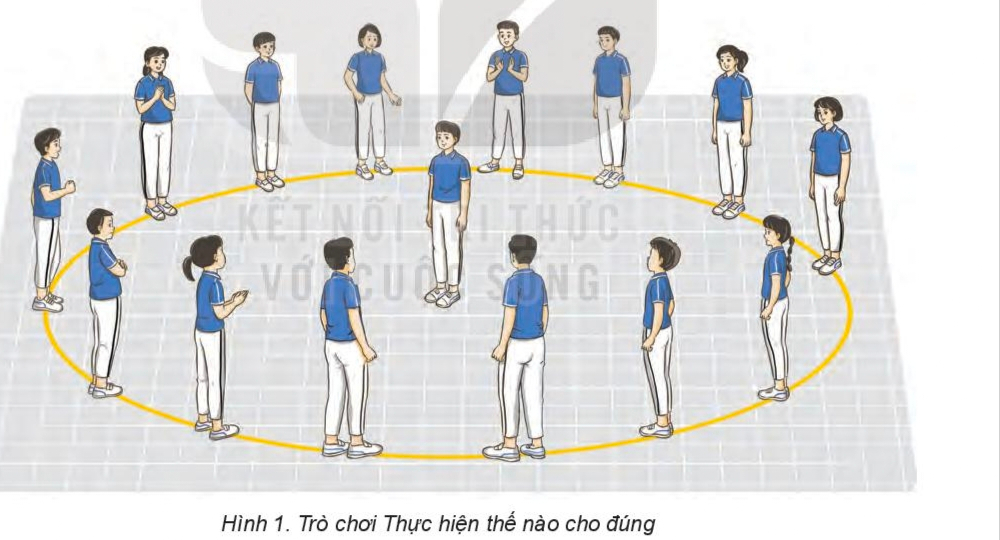 KẾT NỐI TRI THỨC
VỚI CUỘC SỐNG
Hình 1. Trò chơi Thực hiện thế nào cho đúng